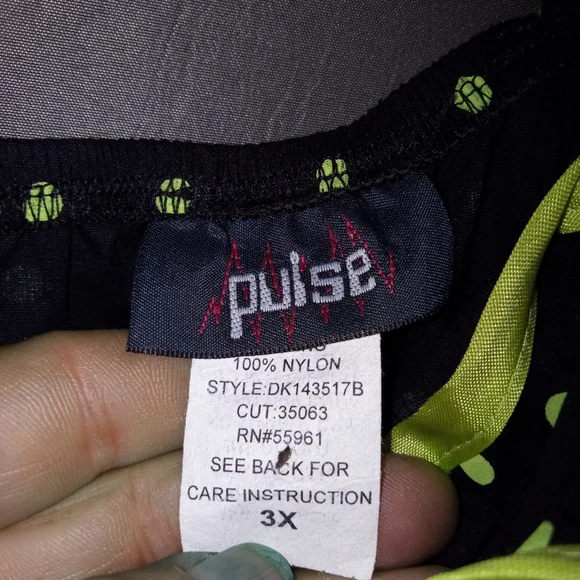 pulse
100% NYLON
STYLE:DK143517B
CUT:35063
RN#55961
SEE BACK FOR
CARE INSTRUCTION
3X